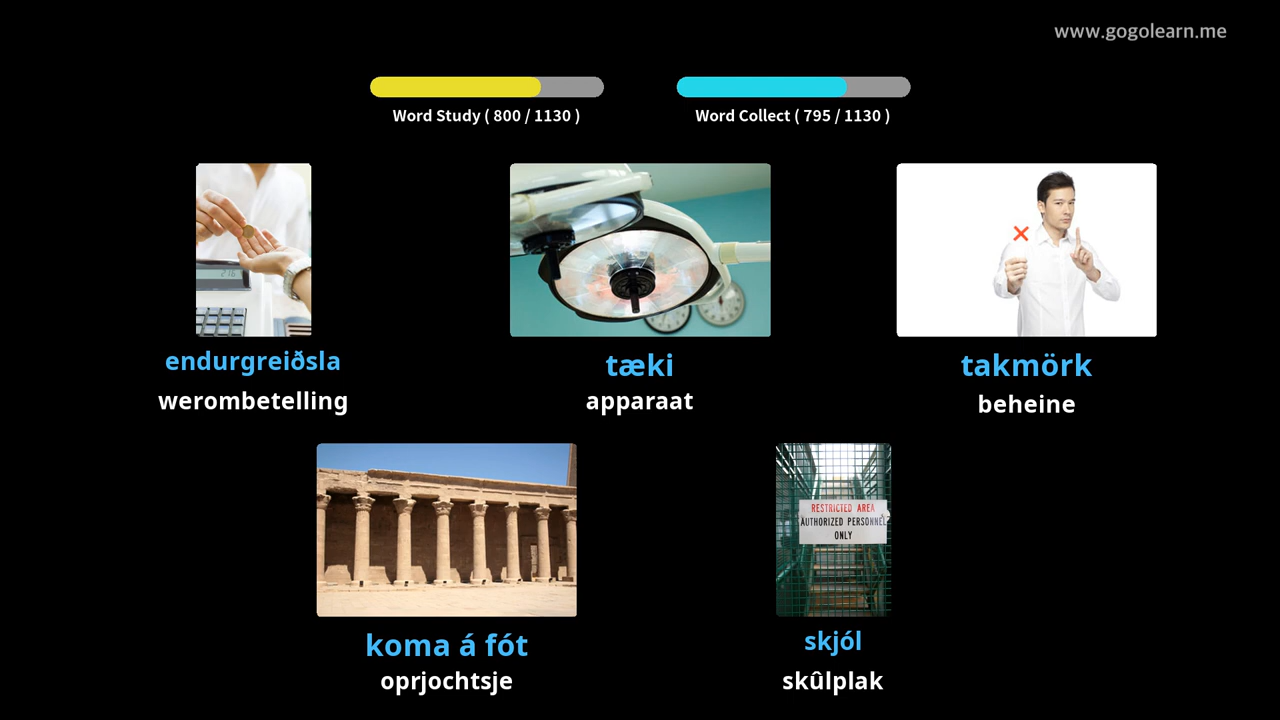 www.gogolearn.me
Word Study ( 800 / 1130 )
Word Collect ( 795 / 1130 )
endurgreiðsla
werombetelling
tæki
apparaat
takmörk
beheine
koma á fót
oprjochtsje
RESTRICTED AREA
AUTHORIZED PERSONNEL
ONLY
skjól
skûlplak